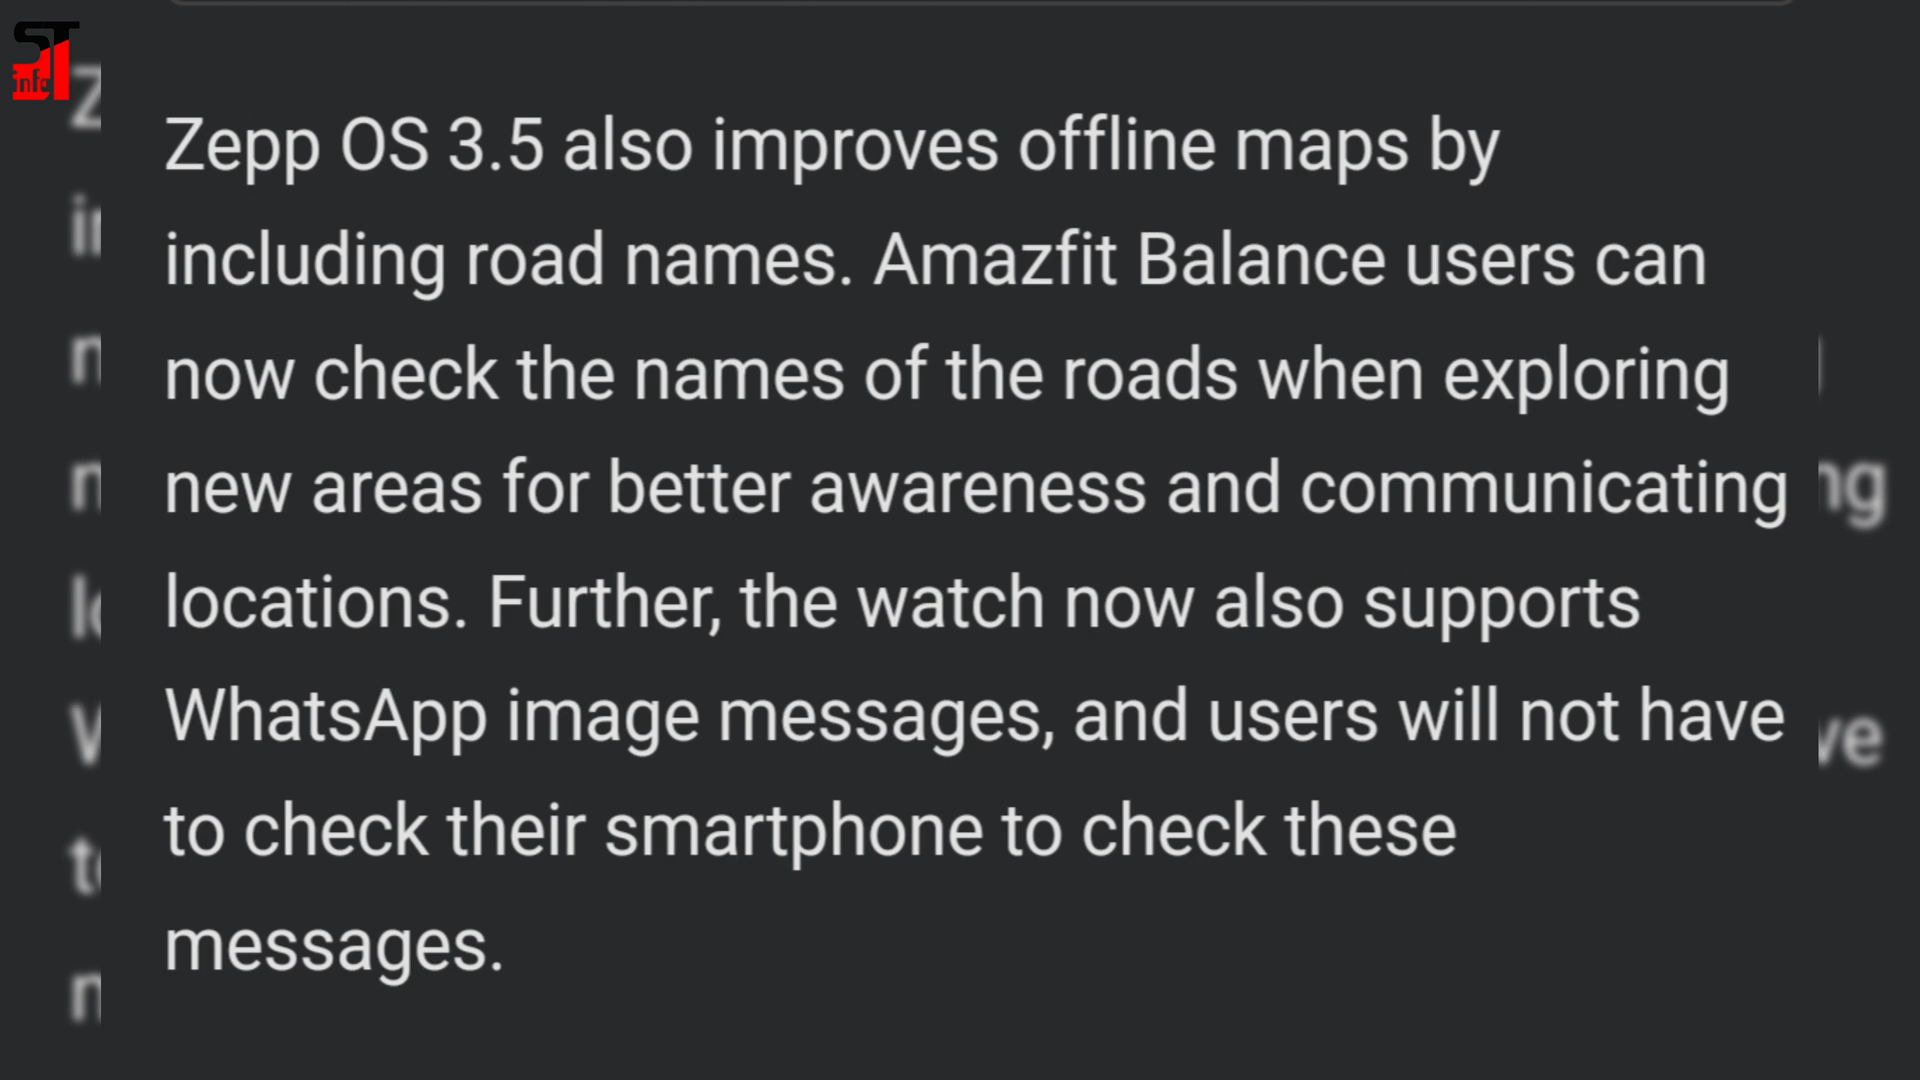 ST
info
Zepp OS 3.5 also improves offline maps by
including road names. Amazfit Balance users can
now check the names of the roads when exploring
new areas for better awareness and communicating
locations. Further, the watch now also supports
WhatsApp image messages, and users will not have
to check their smartphone to check these
messages.